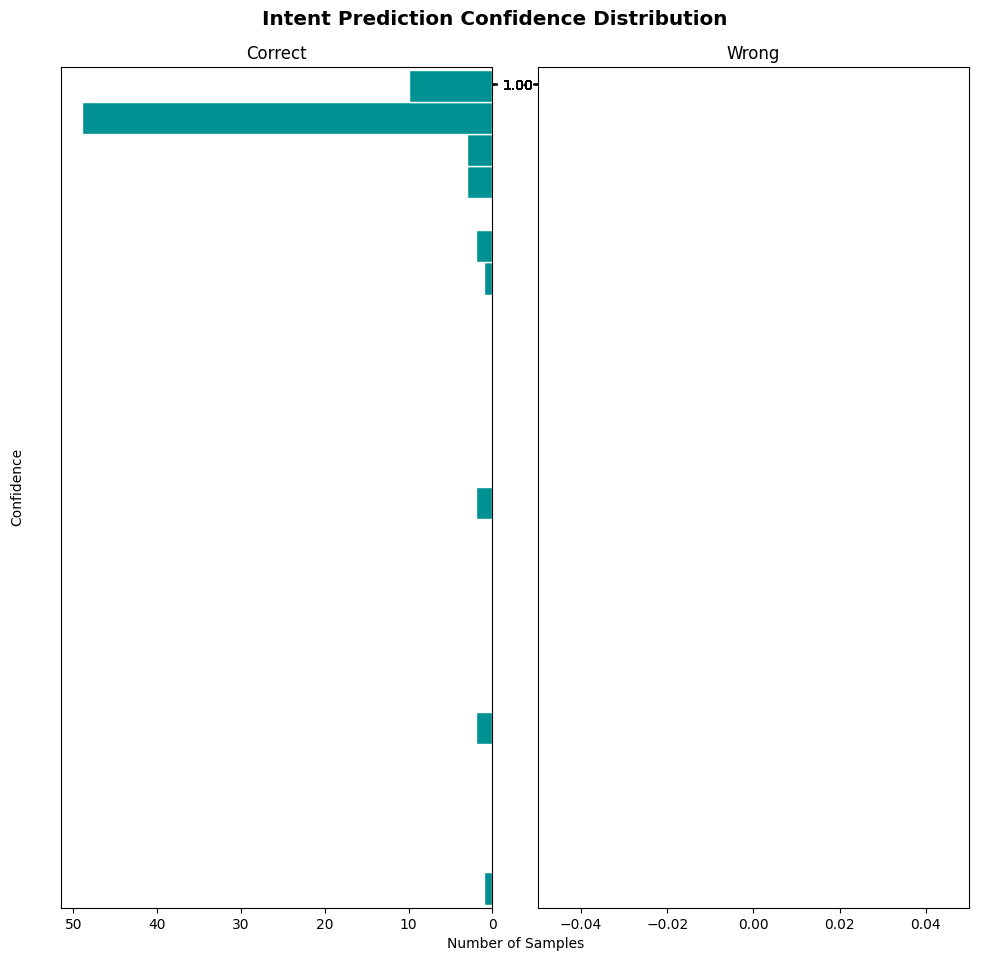 Intent Prediction Confidence Distribution
Correct
Wrong
1.00
Confidence
50 40 30 20 10 0
−0.04 −0.02 0.00 0.02 0.04
Number of Samples